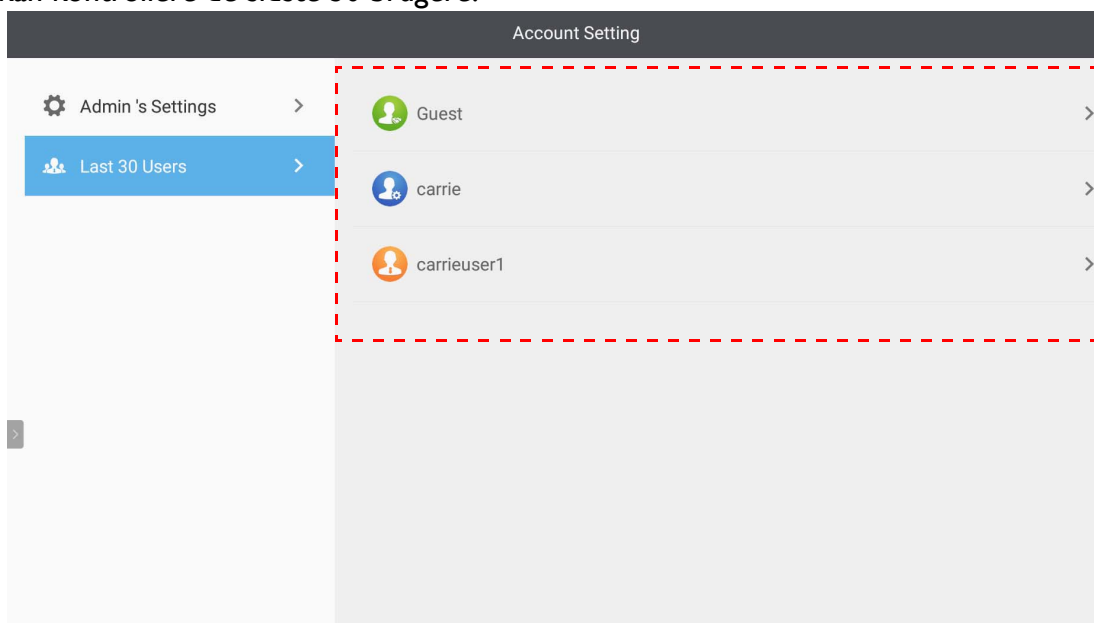 Account Setting
Admin 's Settings
Last 30 Users
Guest
carrie
carrieuser1